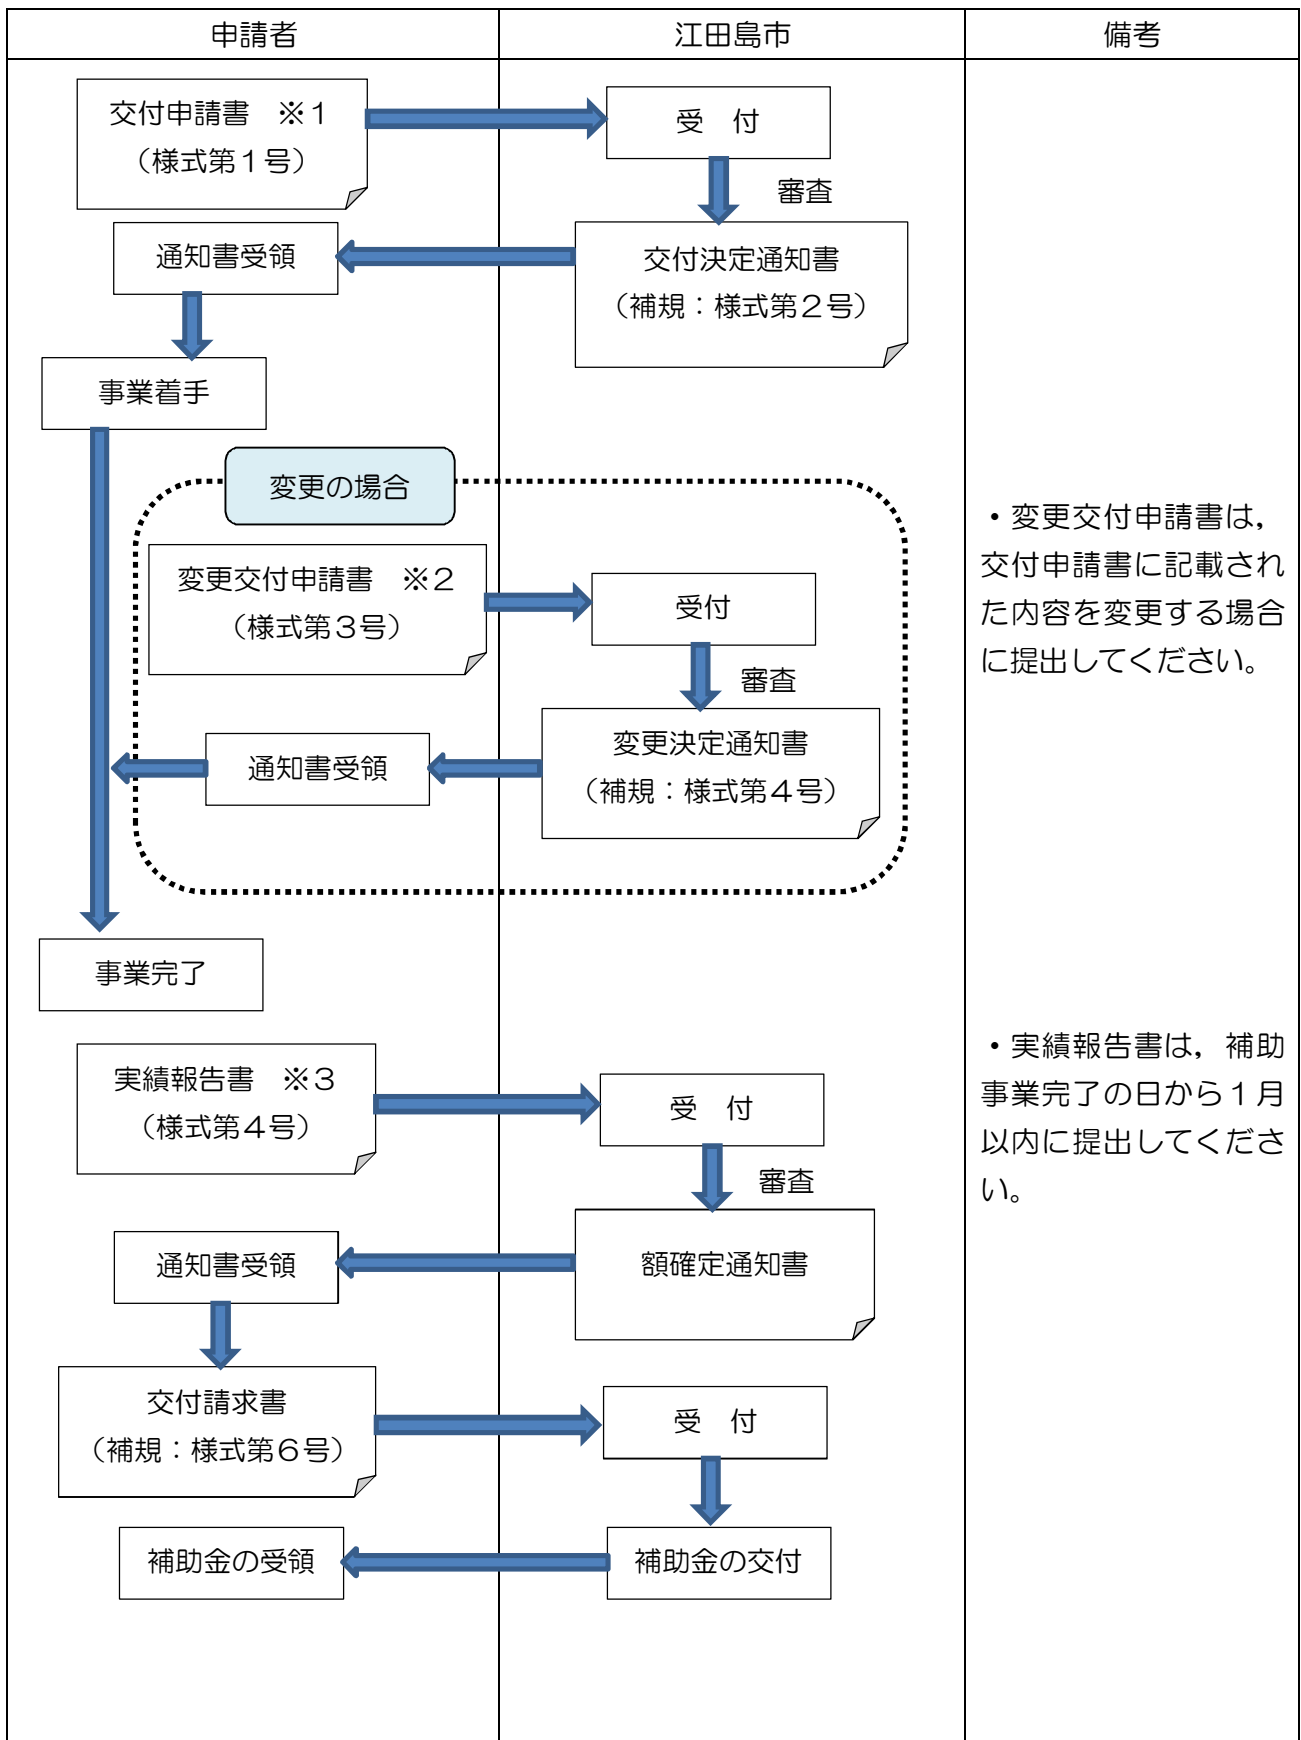 申請者
江田島市
備考
交付申請書　※１
（様式第１号）
受　付
審査
通知書受領
交付決定通知書
（補規：様式第２号）
事業着手
変更の場合
変更交付申請書　※２
（様式第３号）
受付
審査
通知書受領
変更決定通知書
（補規：様式第４号）
・変更交付申請書は，
交付申請書に記載され
た内容を変更する場合
に提出してください。
事業完了
実績報告書　※３
（様式第４号）
受　付
審査
・実績報告書は，補助
事業完了の日から１月
以内に提出してくださ
い。
通知書受領
額確定通知書
交付請求書
（補規：様式第６号）
受　付
補助金の受領
補助金の交付